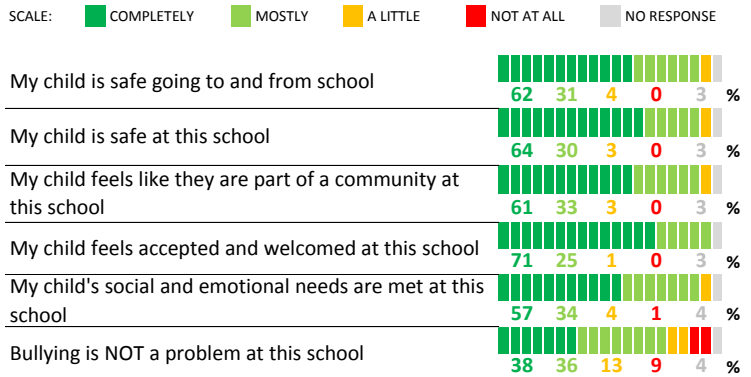 SCALE: COMPLETELY MOSTLY A LITTLE NOT AT ALL NO RESPONSE
My child is safe going to and from school
62 31 4 0 3 %
My child is safe at this school
64 30 3 0 3 %
My child feels like they are part of a community at
this school
61 33 3 0 3 %
My child feels accepted and welcomed at this school
71 25 1 0 3 %
My child's social and emotional needs are met at this
school
57 34 4 1 4 %
Bullying is NOT a problem at this school
38 36 13 9 4 %